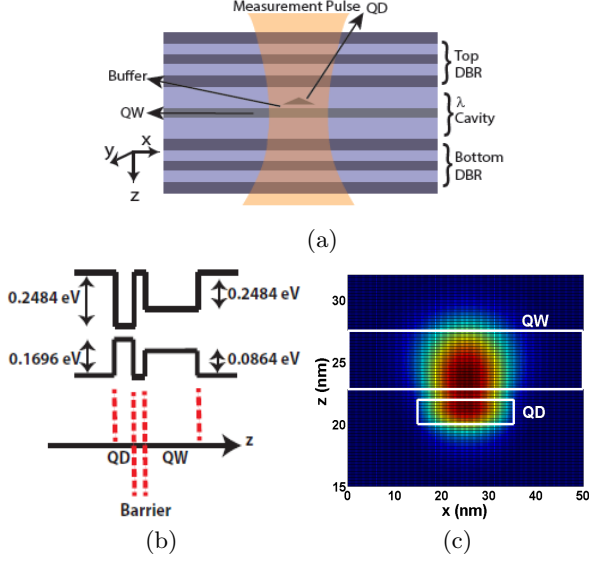 Measurement Pulse
QD
Buffer
Top
DBR
λ
Cavity
QW
x
y
z
Bottom
DBR
(a)
0.2484 eV
0.2484 eV
0.1696 eV
0.0864 eV
z
QD
QW
Barrier
(b)
30
25
20
15
z (nm)
QW
QD
0
10
20
30
40
50
x (nm)
(c)